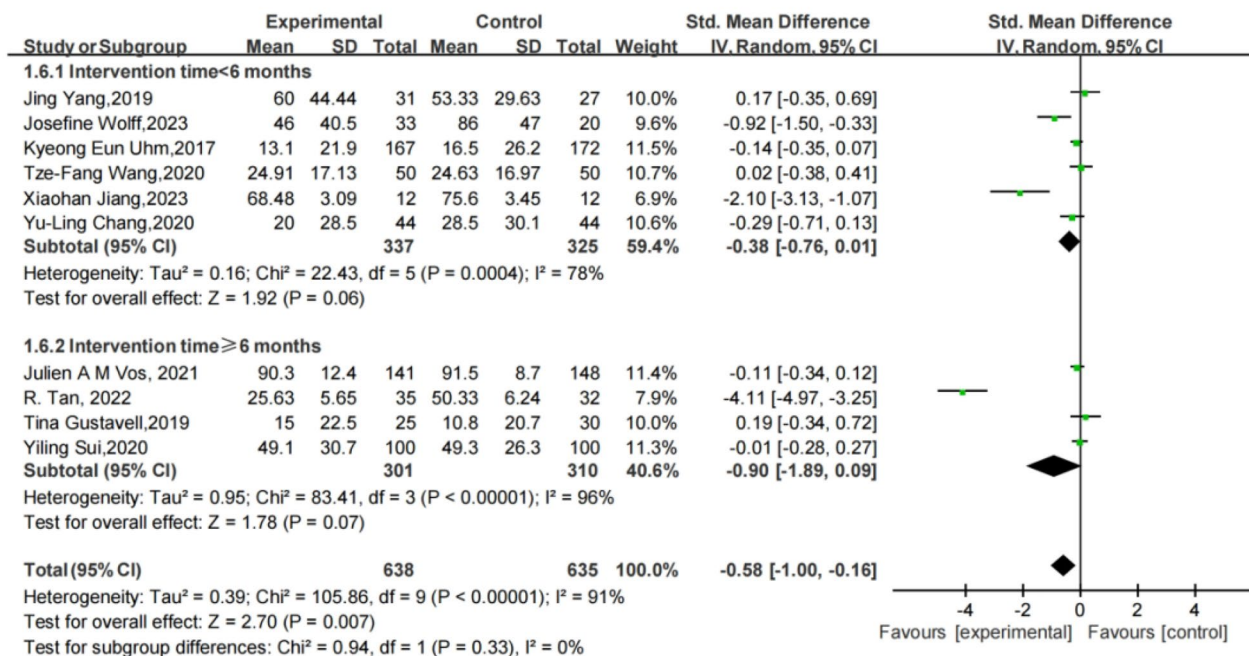 Experimental Control Std. Mean Difference Std. Mean Difference
Study or Subgroup Mean SD Total Mean SD Total Weight IV, Random, 95% CI IV, Random, 95% CI
1.6.1 Intervention time<6 months
Jing Yang,2019 60 44.44 31 53.33 29.63 27 10.0% 0.17 [-0.35, 0.69]
Josefine Wolff,2023 46 40.5 33 86 47 20 9.6% -0.92 [-1.50, -0.33]
Kyeong Eun Uhm,2017 13.1 21.9 167 16.5 26.2 172 11.5% -0.14 [-0.35, 0.07]
Tze-Fang Wang,2020 24.91 17.13 50 24.63 16.97 50 10.7% 0.02 [-0.38, 0.41]
Xiaohan Jiang,2023 68.48 3.09 12 75.6 3.45 12 6.9% -2.10 [-3.13, -1.07]
Yu-Ling Chang,2020 20 28.5 44 28.5 30.1 44 10.6% -0.29 [-0.71, 0.13]
Subtotal (95% CI) 337 325 59.4% -0.38 [-0.76, 0.01]
Heterogeneity: Tau² = 0.16; Chi² = 22.43, df = 5 (P = 0.0004); I² = 78%
Test for overall effect: Z = 1.92 (P = 0.06)
1.6.2 Intervention time≥6 months
Julien A M Vos, 2021 90.3 12.4 141 91.5 8.7 148 11.4% -0.11 [-0.34, 0.12]
R. Tan, 2022 25.63 5.65 35 50.33 6.24 32 7.9% -4.11 [-4.97, -3.25]
Tina Gustavell,2019 15 22.5 25 10.8 20.7 30 10.0% 0.19 [-0.34, 0.72]
Yiling Sui,2020 49.1 30.7 100 49.3 26.3 100 11.3% -0.01 [-0.28, 0.27]
Subtotal (95% CI) 301 310 40.6% -0.90 [-1.89, 0.09]
Heterogeneity: Tau² = 0.95; Chi² = 83.41, df = 3 (P < 0.00001); I² = 96%
Test for overall effect: Z = 1.78 (P = 0.07)
Total (95% CI) 638 635 100.0% -0.58 [-1.00, -0.16]
Heterogeneity: Tau² = 0.39; Chi² = 105.86, df = 9 (P < 0.00001); I² = 91%
Test for overall effect: Z = 2.70 (P = 0.007)
Test for subgroup differences: Chi² = 0.94, df = 1 (P = 0.33), I² = 0%
-4 -2 0 2 4
Favours [experimental] Favours [control]